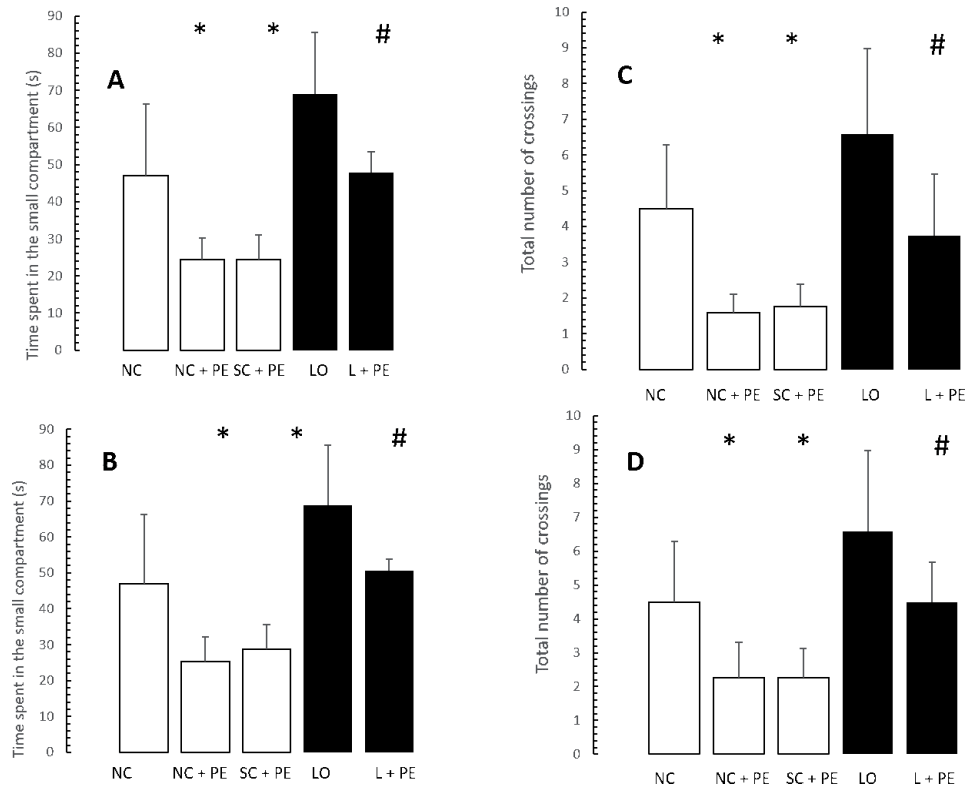 Time spent in the small compartment (s)
90
80
70
60
50
40
30
20
10
0
* * #
A
NC NC + PE SC + PE LO L + PE
Total number of crossings
10
9
8
7
6
5
4
3
2
1
0
* * #
C
NC NC + PE SC + PE LO L + PE
Time spent in the small compartment (s)
90
80
70
60
50
40
30
20
10
0
* * #
B
NC NC + PE SC + PE LO L + PE
Total number of crossings
10
9
8
7
6
5
4
3
2
1
0
* * #
D
NC NC + PE SC + PE LO L + PE